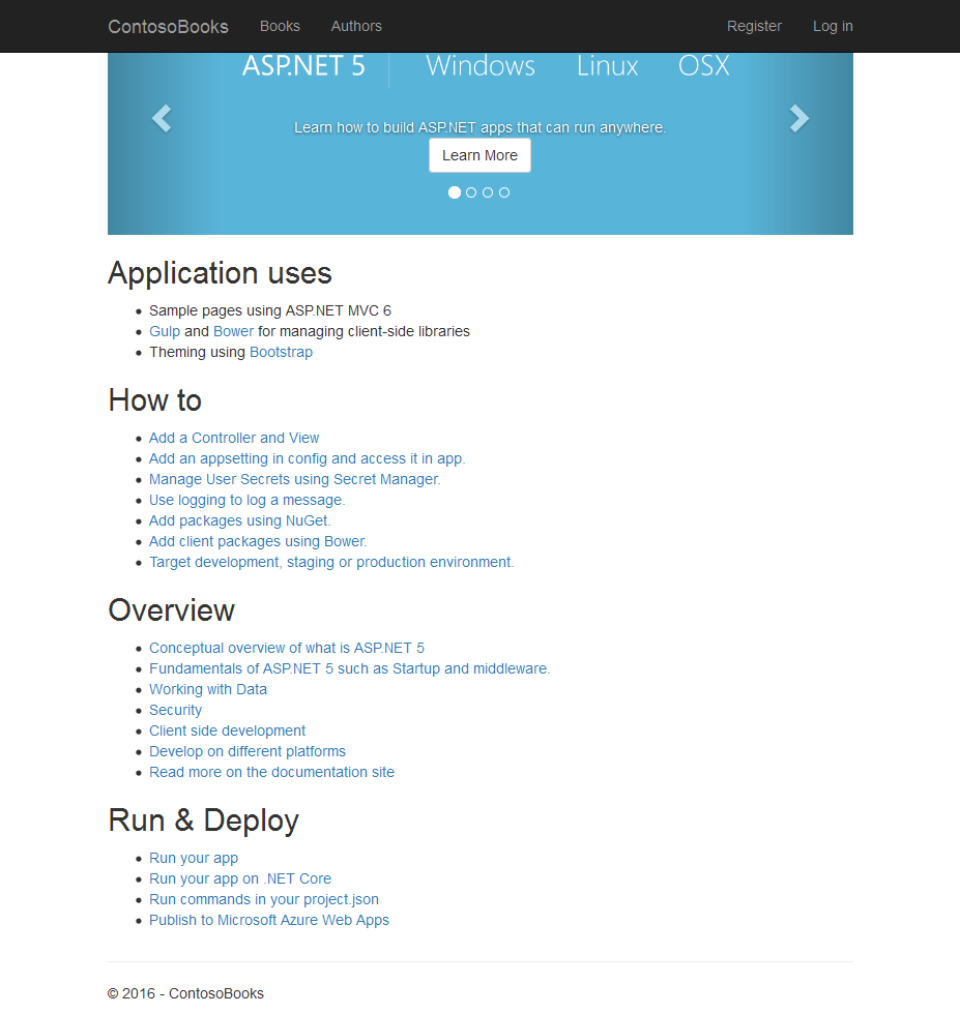 ContosoBooks Books Authors Register Log in
ASP.NET 5 Windows Linux OSX
Learn how to build ASP.NET apps that can run anywhere.
Learn More
Application uses
Sample pages using ASP.NET MVC 6
Gulp and Bower for managing client-side libraries
Theming using Bootstrap
How to
Add a Controller and View
Add an appsetting in config and access it in app.
Manage User Secrets using Secret Manager.
Use logging to log a message.
Add packages using NuGet.
Add client packages using Bower.
Target development, staging or production environment.
Overview
Conceptual overview of what is ASP.NET 5
Fundamentals of ASP.NET 5 such as Startup and middleware.
Working with Data
Security
Client side development
Develop on different platforms
Read more on the documentation site
Run & Deploy
Run your app
Run your app on .NET Core
Run commands in your project.json
Publish to Microsoft Azure Web Apps
© 2016 - ContosoBooks